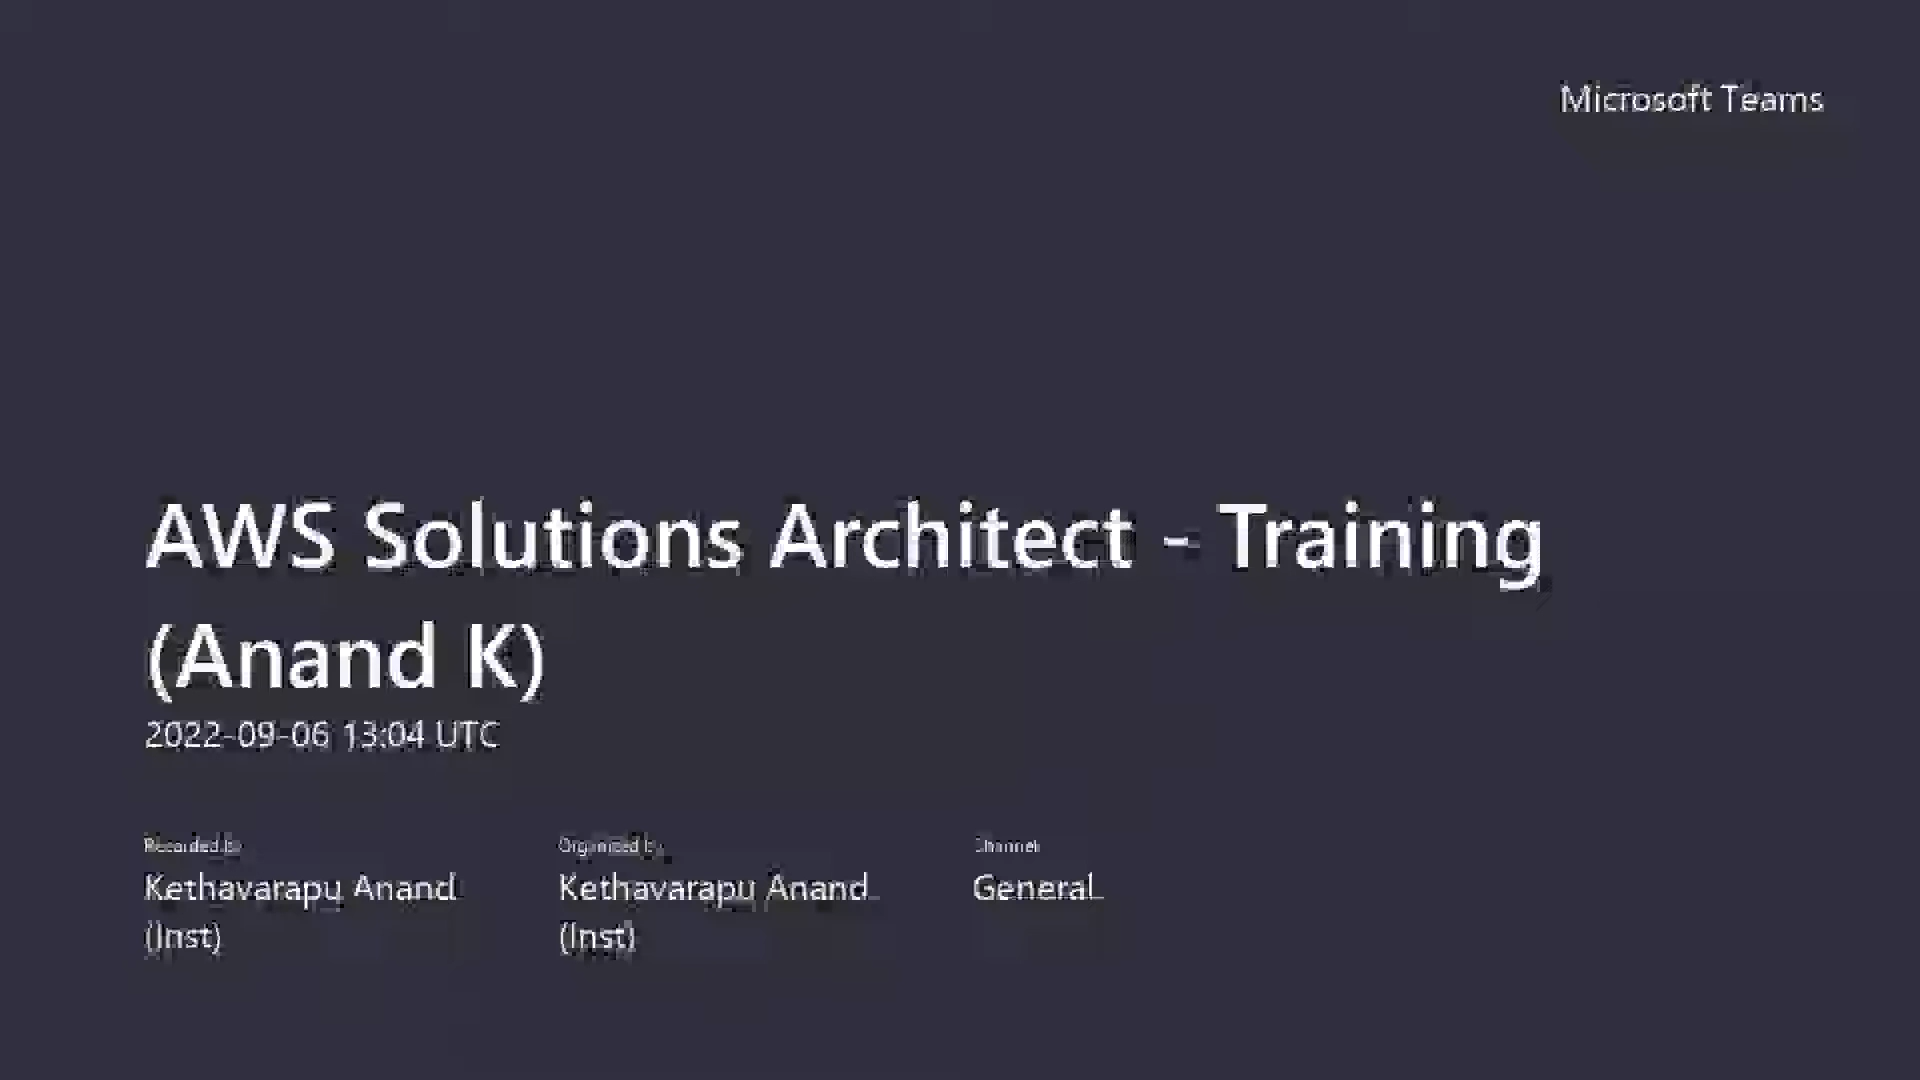 Microsoft Teams
AWS Solutions Architect - Training
(Anand K)
2022-09-06 13:04 UTC
Recorded by
Organized by
Channel
Kethavarapu Anand
Kethavarapu Anand
General
(Inst)
(Inst)